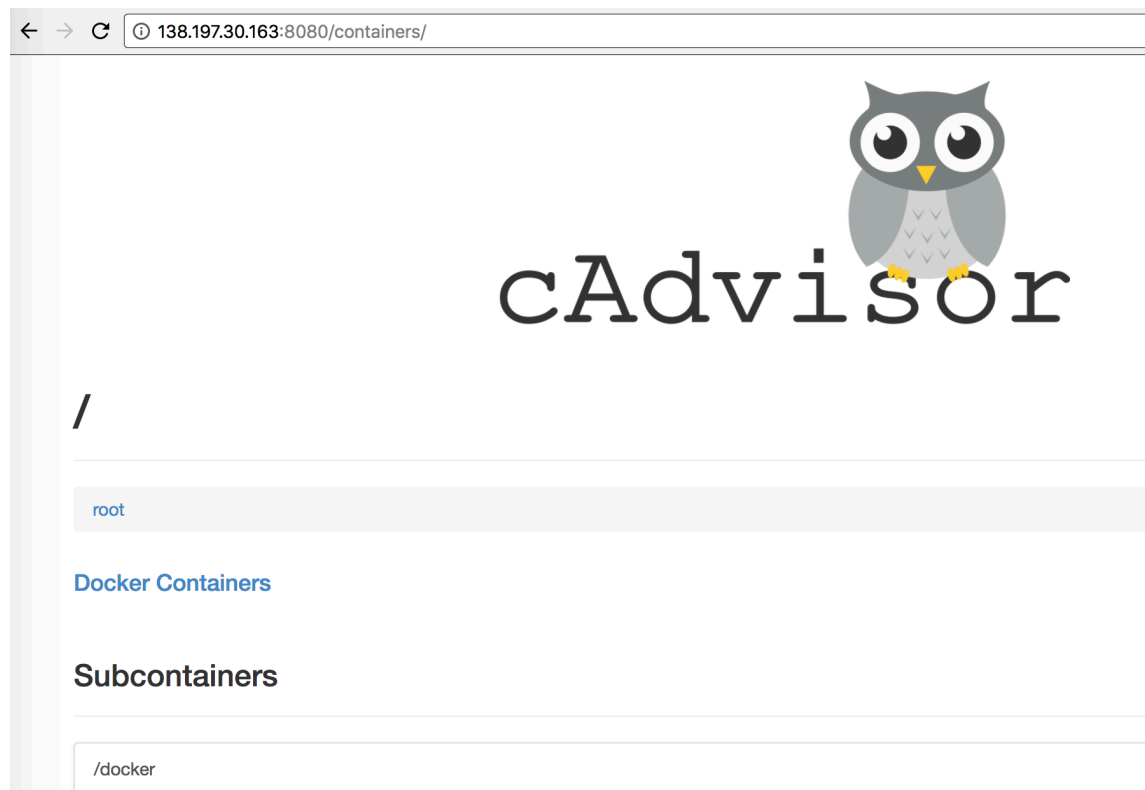 138.197.30.163:8080/containers/
cAdvisor
/
root
Docker Containers
Subcontainers
/docker